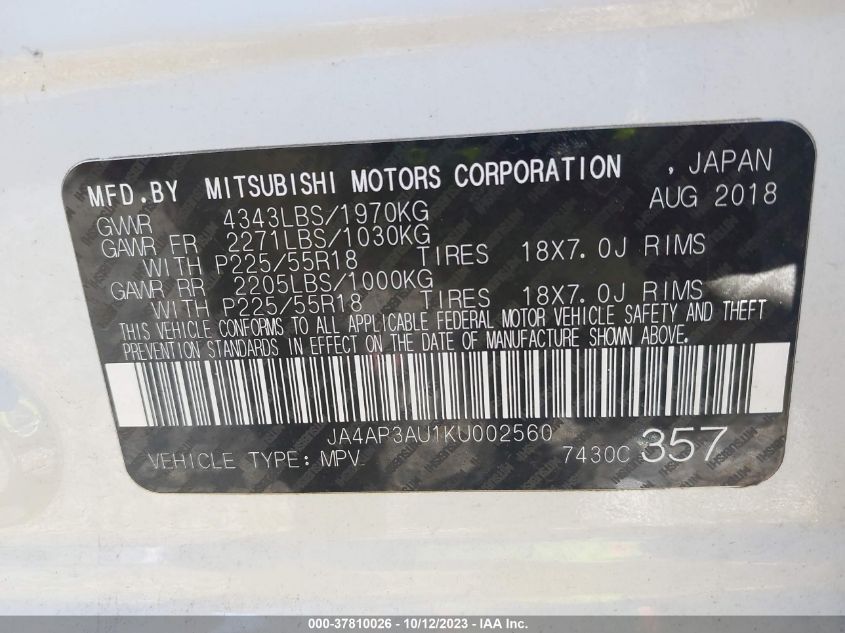 MFD.BY MITSUBISHI MOTORS CORPORATION , JAPAN
AUG 2018
GVWR 4343LBS/1970KG
GAWR FR 2271LBS/1030KG
WITH P225/55R18 TIRES 18X7.0J RIMS
GAWR RR 2205LBS/1000KG
WITH P225/55R18 TIRES 18X7.0J RIMS
THIS VEHICLE CONFORMS TO ALL APPLICABLE FEDERAL MOTOR VEHICLE SAFETY AND THEFT
PREVENTION STANDARDS IN EFFECT ON THE DATE OF MANUFACTURE SHOWN ABOVE.
JA4AP3AU1KU002560
VEHICLE TYPE: MPV 7430C 357
000-37810026 - 10/12/2023 - © IAA Inc.